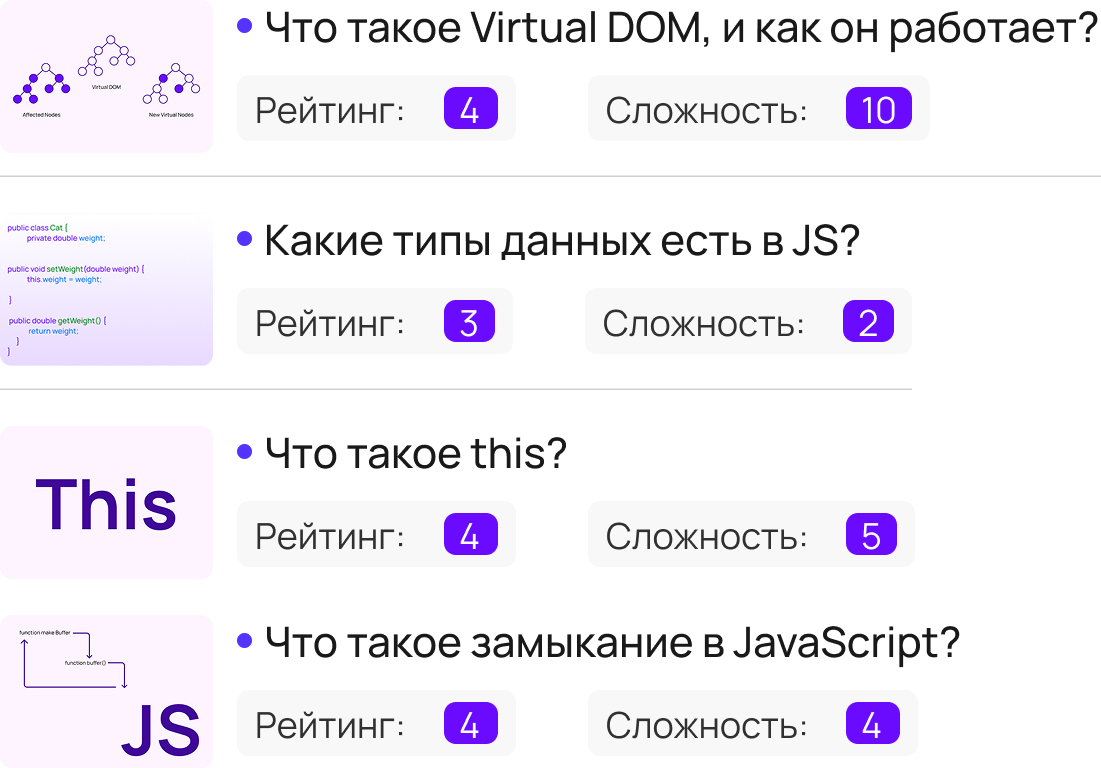 Что такое Virtual DOM, и как он работает?
Рейтинг: 4 Сложность: 10
Virtual DOM
Affected Nodes
New Virtual Nodes
Какие типы данных есть в JS?
Рейтинг: 3 Сложность: 2
public class Cat {
private double weight;
public void setWeight(double weight) {
this.weight = weight;
}
public double getWeight() {
return weight;
}
}
Что такое this?
Рейтинг: 4 Сложность: 5
This
Что такое замыкание в JavaScript?
Рейтинг: 4 Сложность: 4
function make Buffer
function buffer()
JS